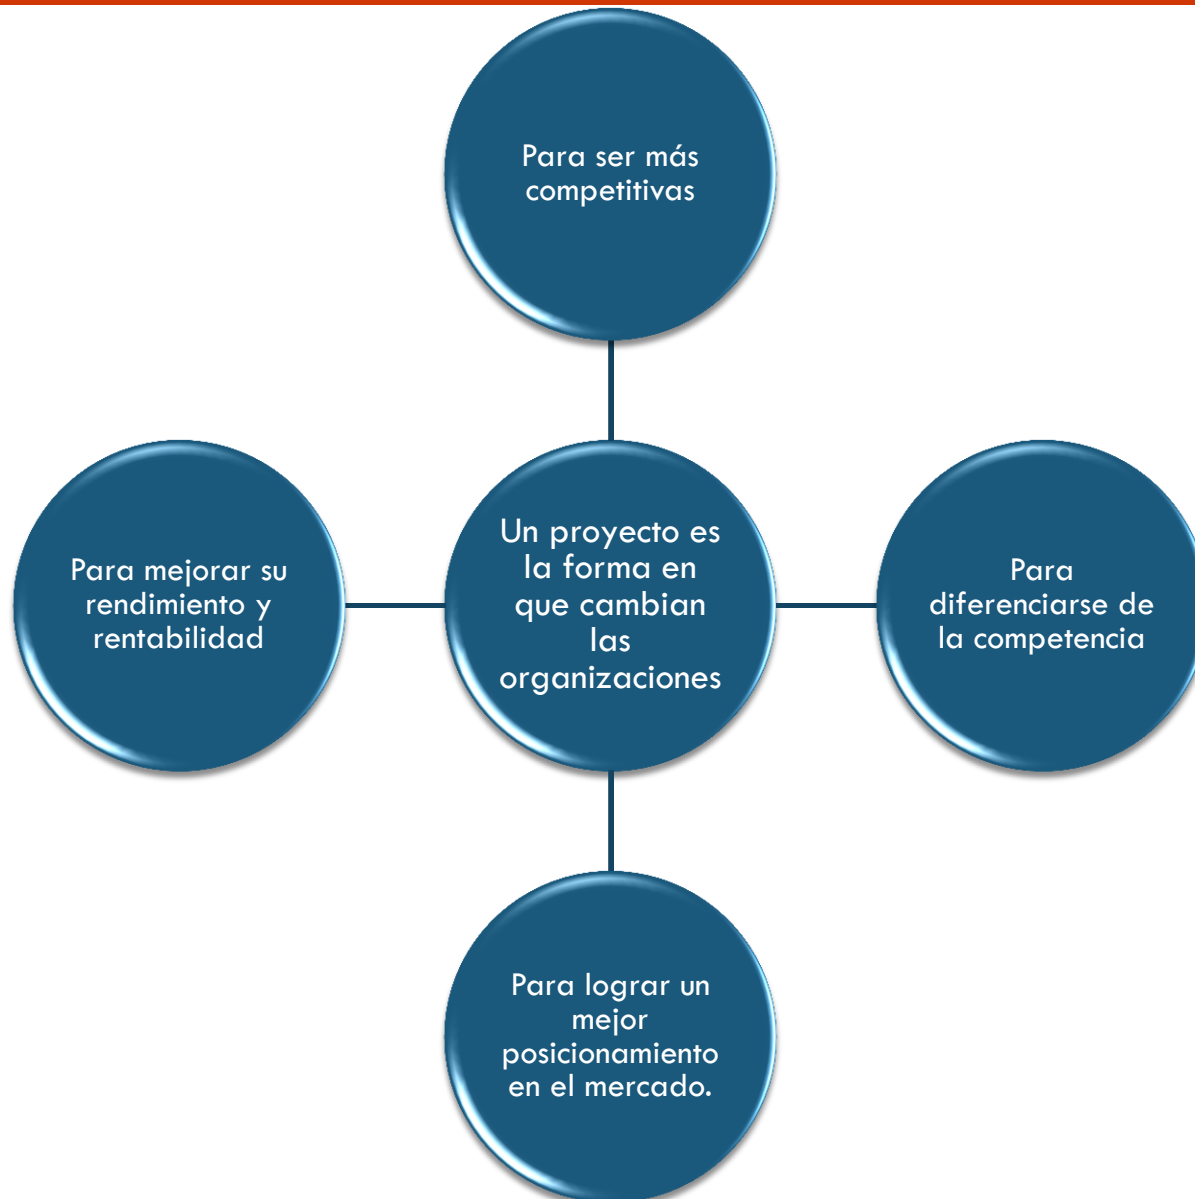 Para ser más
competitivas
Para mejorar su
rendimiento y
rentabilidad
Un proyecto es
la forma en
que cambian
las
organizaciones
Para
diferenciarse de
la competencia
Para lograr un
mejor
posicionamiento
en el mercado.